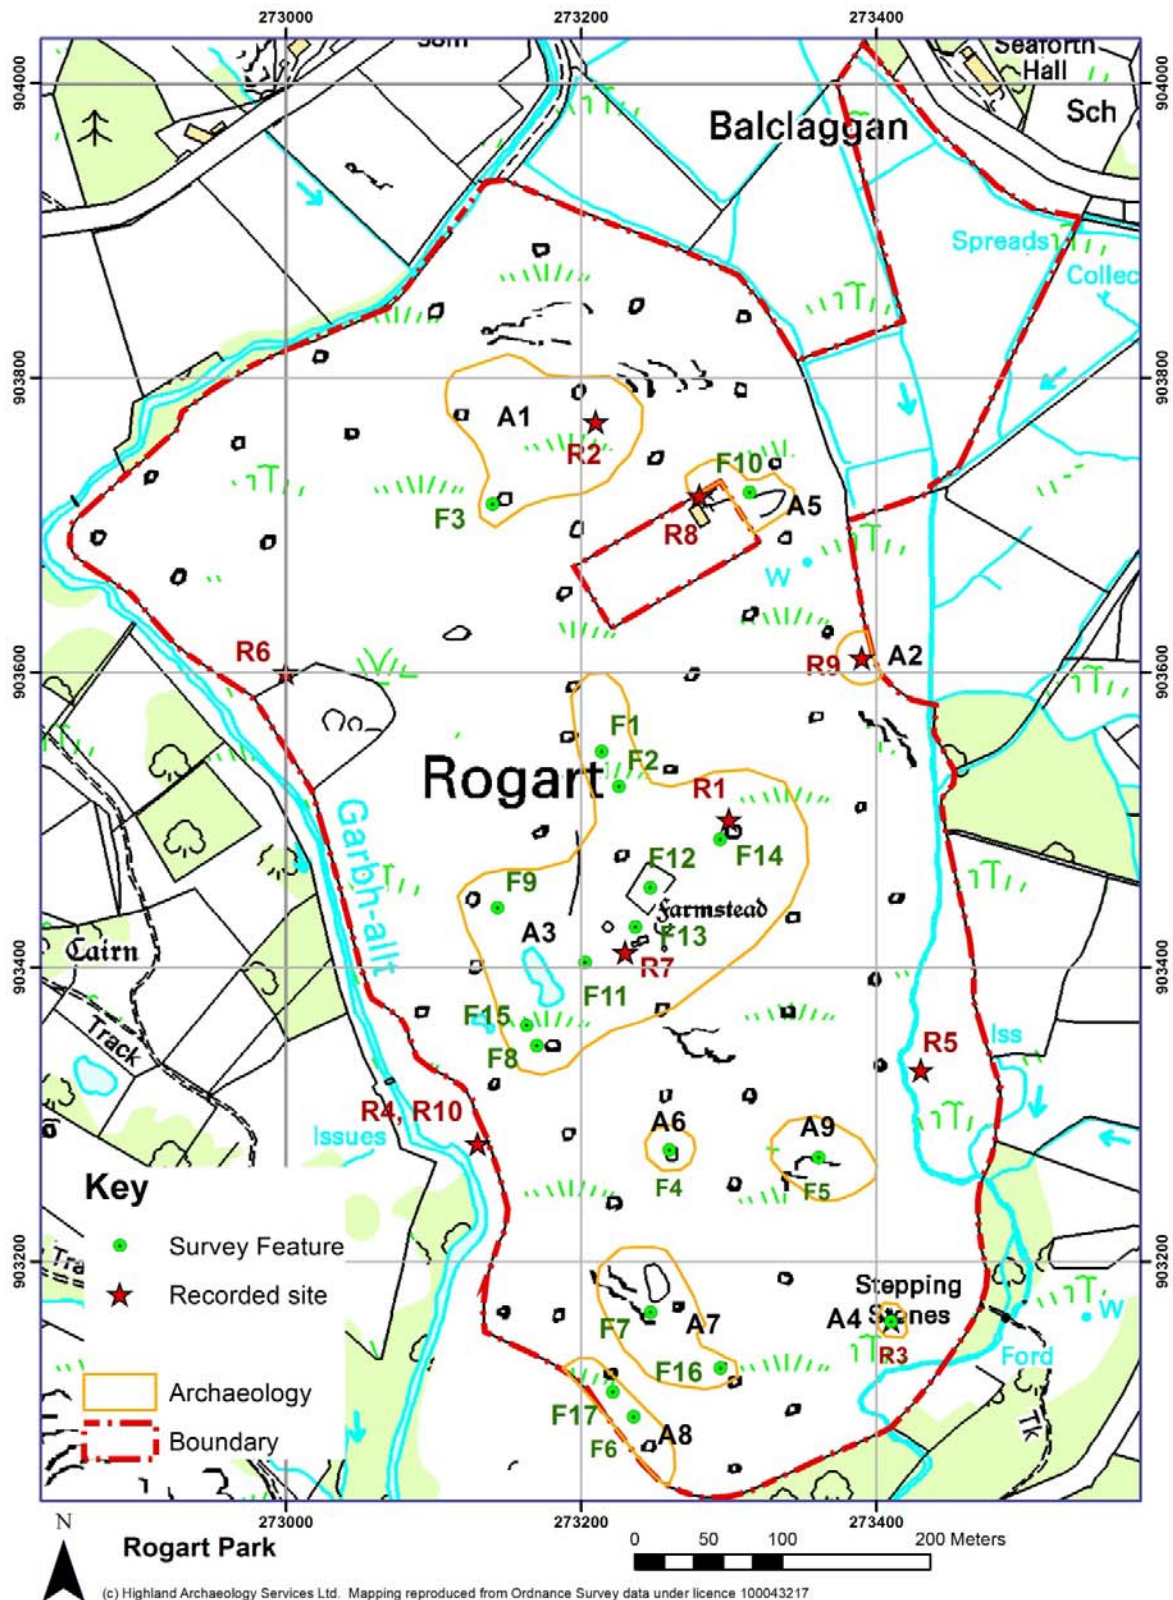 273000
273200
273400
904000
904000
Seaforth
Hall
Sch
Balclaggan
Spreads
Collec
903800
903800
A1
R2
F10
F3
R8
A5
W
R6
R9
A2
903600
903600
F1
F2
Rogart
R1
Garbh-allt
F12
F14
F9
Farmstead
A3
F13
Cairn
R7
903400
903400
F11
F15
Track
F8
Iss
R5
R4, R10
Issues
A6
A9
F4
F5
Key
Survey Feature
903200
903200
Tra
Recorded site
Stepping
Stones
A4
W
F7
A7
R3
Ford
F16
Archaeology
F17
Tk
Boundary
F6
A8
273000
273200
273400
N
Rogart Park
0 50 100 200 Meters
(c) Highland Archaeology Services Ltd. Mapping reproduced from Ordnance Survey data under licence 100043217